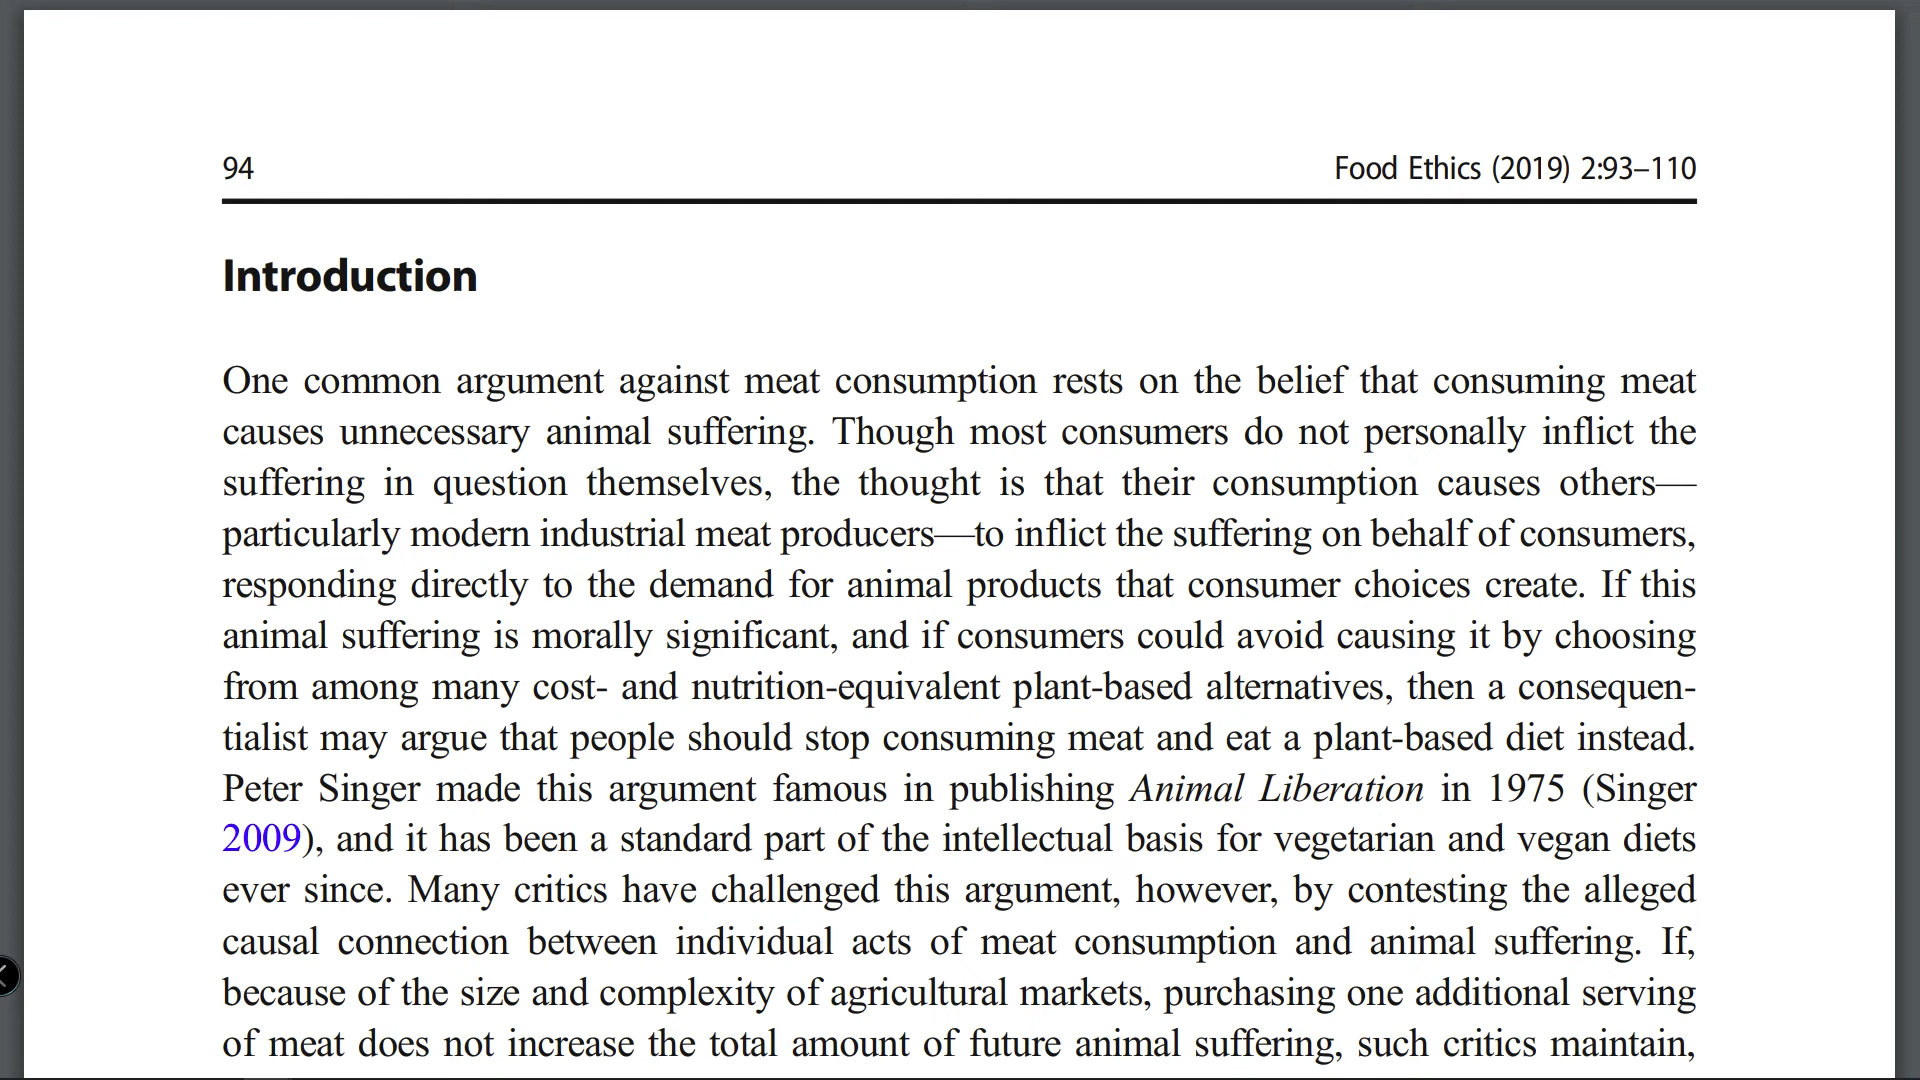 94
Food Ethics (2019) 2:93–110
Introduction
One common argument against meat consumption rests on the belief that consuming meat
causes unnecessary animal suffering. Though most consumers do not personally inflict the
suffering in question themselves, the thought is that their consumption causes others—
particularly modern industrial meat producers—to inflict the suffering on behalf of consumers,
responding directly to the demand for animal products that consumer choices create. If this
animal suffering is morally significant, and if consumers could avoid causing it by choosing
from among many cost- and nutrition-equivalent plant-based alternatives, then a consequen-
tialist may argue that people should stop consuming meat and eat a plant-based diet instead.
Peter Singer made this argument famous in publishing Animal Liberation in 1975 (Singer
2009), and it has been a standard part of the intellectual basis for vegetarian and vegan diets
ever since. Many critics have challenged this argument, however, by contesting the alleged
causal connection between individual acts of meat consumption and animal suffering. If,
because of the size and complexity of agricultural markets, purchasing one additional serving
of meat does not increase the total amount of future animal suffering, such critics maintain,